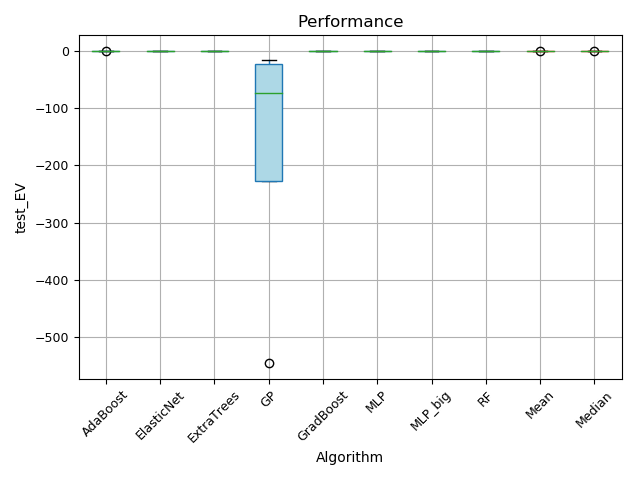 Performance
test_EV
0
−100
−200
−300
−400
−500
AdaBoost
ElasticNet
ExtraTrees
GP
GradBoost
MLP
MLP_big
RF
Mean
Median
Algorithm